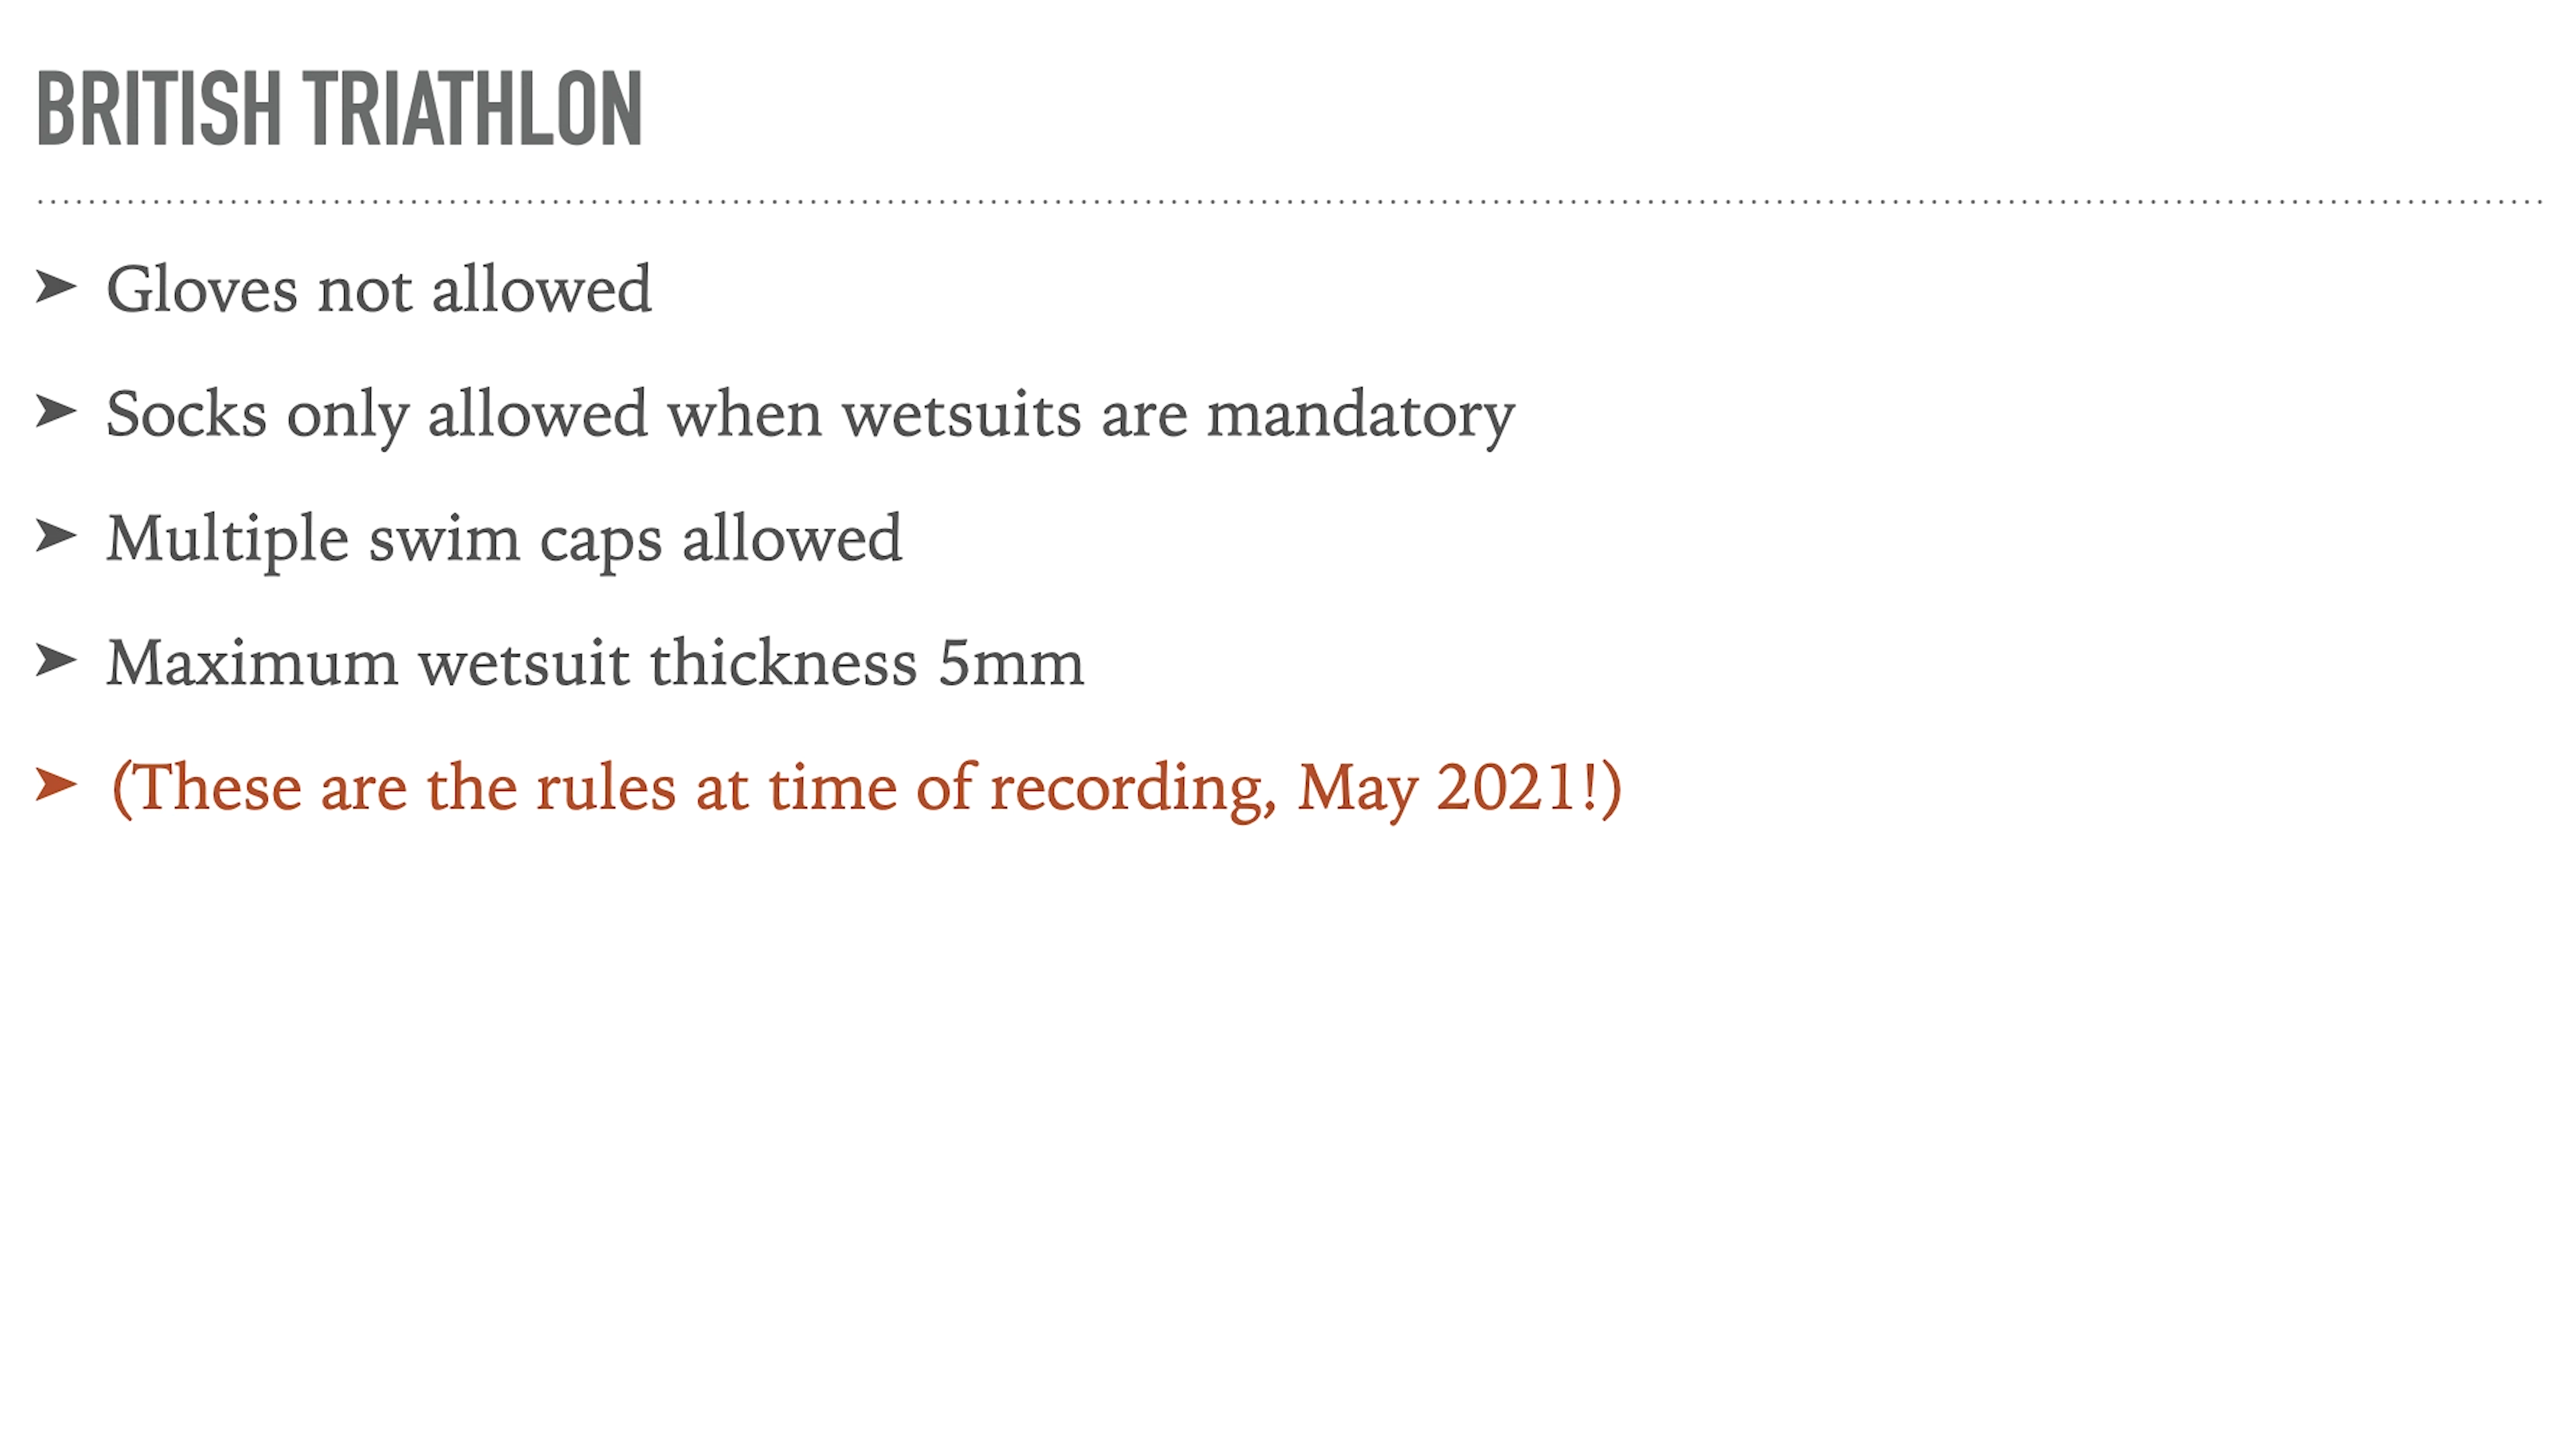 BRITISH TRIATHLON
➤ Gloves not allowed
➤ Socks only allowed when wetsuits are mandatory
➤ Multiple swim caps allowed
➤ Maximum wetsuit thickness 5mm
➤ (These are the rules at time of recording, May 2021!)